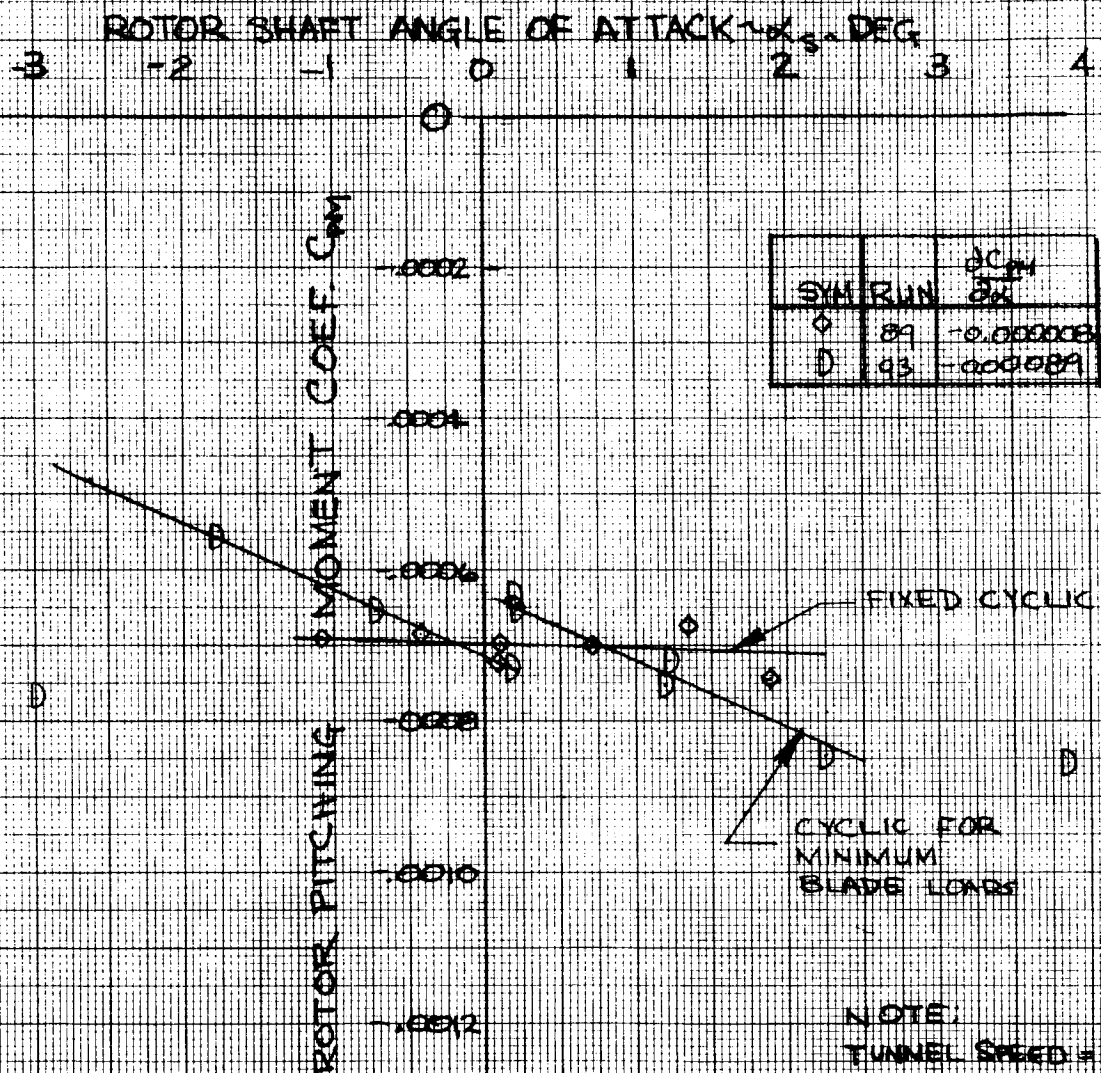 ROTOR SHAFT ANGLE OF ATTACK ~ αs ~ DEG
-3 -2 -1 0 1 2 3 4
0
ROTOR PITCHING MOMENT COEF. CPM
-.0002
.0004
-.0006
-.0008
-.0010
-.0012
SYM RUN ∂CPM/∂α
◇ 89 -0.000008
D 93 -.000089
FIXED CYCLIC
CYCLIC FOR
MINIMUM
BLADE LOADS
NOTE:
TUNNEL SPEED =